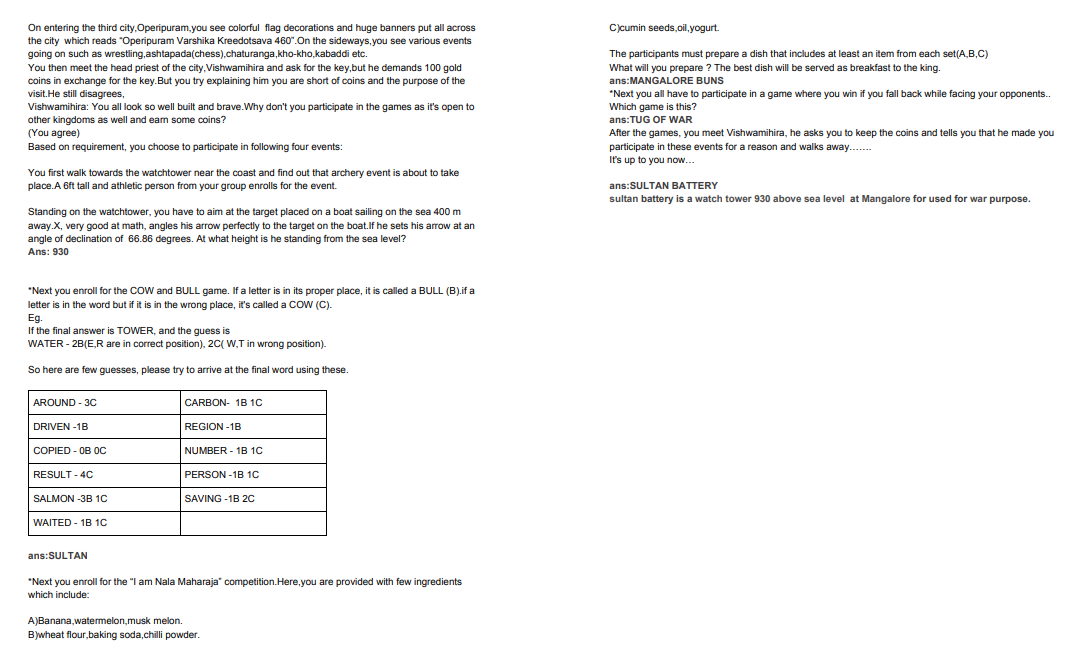 On entering the third city,Operipuram,you see colorful flag decorations and huge banners put all across
the city which reads "Operipuram Varshika Kreedotsava 460".On the sideways,you see various events
going on such as wrestling,ashtapada(chess),chaturanga,kho-kho,kabaddi etc.
You then meet the head priest of the city,Vishwamihira and ask for the key,but he demands 100 gold
coins in exchange for the key.But you try explaining him you are short of coins and the purpose of the
visit.He still disagrees,
Vishwamihira: You all look so well built and brave.Why don't you participate in the games as it's open to
other kingdoms as well and earn some coins?
(You agree)
Based on requirement, you choose to participate in following four events:
You first walk towards the watchtower near the coast and find out that archery event is about to take
place.A 6ft tall and athletic person from your group enrolls for the event.
Standing on the watchtower, you have to aim at the target placed on a boat sailing on the sea 400 m
away.X, very good at math, angles his arrow perfectly to the target on the boat.If he sets his arrow at an
angle of declination of 66.86 degrees. At what height is he standing from the sea level?
Ans: 930
*Next you enroll for the COW and BULL game. If a letter is in its proper place, it is called a BULL (B).if a
letter is in the word but if it is in the wrong place, it's called a COW (C).
Eg.
If the final answer is TOWER, and the guess is
WATER - 2B(E,R are in correct position), 2C( W,T in wrong position).
So here are few guesses, please try to arrive at the final word using these.
AROUND - 3C
CARBON- 1B 1C
DRIVEN -1B
REGION -1B
COPIED - 0B 0C
NUMBER - 1B 1C
RESULT - 4C
PERSON -1B 1C
SALMON -3B 1C
SAVING -1B 2C
WAITED - 1B 1C
ans:SULTAN
*Next you enroll for the "I am Nala Maharaja" competition.Here,you are provided with few ingredients
which include:
A)Banana,watermelon,musk melon.
B)wheat flour,baking soda,chilli powder.
C)cumin seeds,oil,yogurt.
The participants must prepare a dish that includes at least an item from each set(A,B,C)
What will you prepare ? The best dish will be served as breakfast to the king.
ans:MANGALORE BUNS
*Next you all have to participate in a game where you win if you fall back while facing your opponents..
Which game is this?
ans:TUG OF WAR
After the games, you meet Vishwamihira, he asks you to keep the coins and tells you that he made you
participate in these events for a reason and walks away…….
It's up to you now…
ans:SULTAN BATTERY
sultan battery is a watch tower 930 above sea level at Mangalore for used for war purpose.